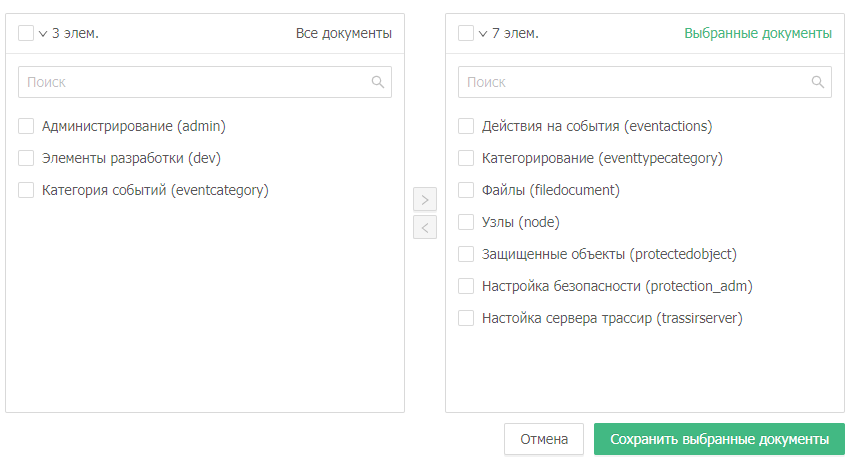 3 элем. Все документы
Поиск
Администрирование (admin)
Элементы разработки (dev)
Категория событий (eventcategory)
7 элем. Выбранные документы
Поиск
Действия на события (eventactions)
Категорирование (eventtypecategory)
Файлы (filedocument)
Узлы (node)
Защищенные объекты (protectedobject)
Настройка безопасности (protection_adm)
Настойка сервера трассир (trassirserver)
Отмена Сохранить выбранные документы